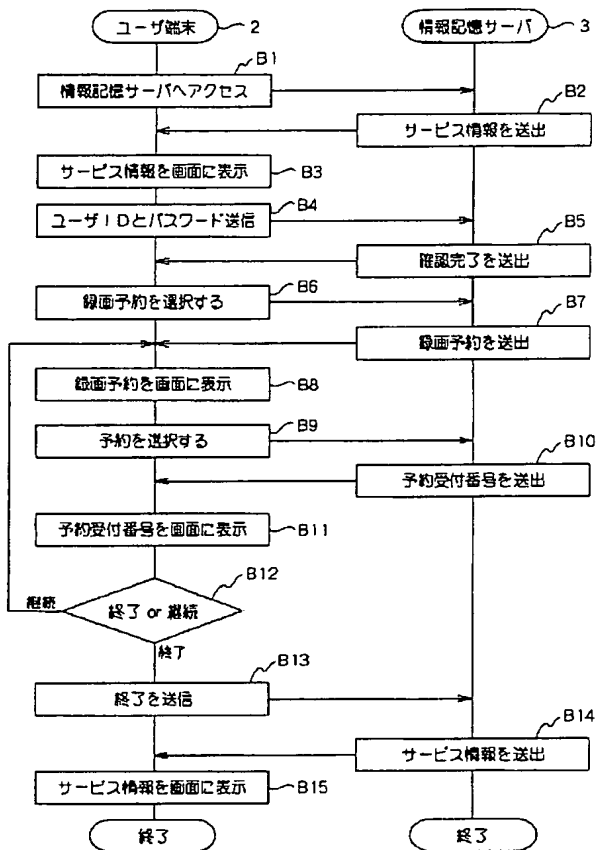 ユーザ端末 2
情報記憶サーバ 3
B1
情報記憶サーバへアクセス
B2
サービス情報を送出
サービス情報を画面に表示 B3
B4
ユーザIDとパスワード送信
B5
確認完了を送出
B6
録画予約を選択する
B7
録画予約を送出
録画予約を画面に表示 B8
B9
予約を選択する
B10
予約受付番号を送出
予約受付番号を画面に表示 B11
B12
継続
終了 or 継続
終了
B13
終了を送信
B14
サービス情報を送出
サービス情報を画面に表示 B15
終了
終了